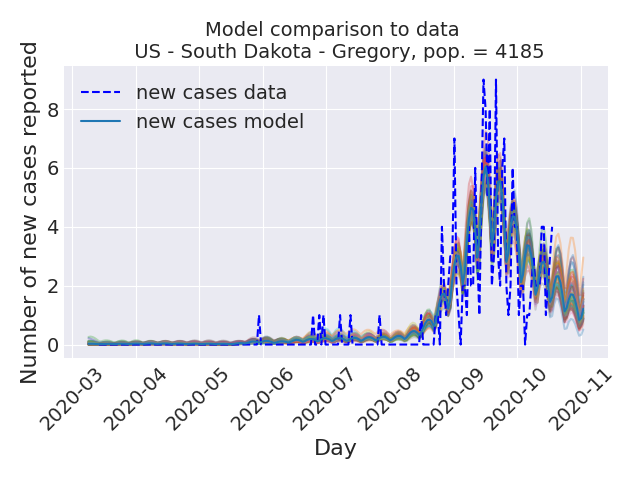 Model comparison to data
US - South Dakota - Gregory, pop. = 4185
Number of new cases reported
new cases data
new cases model
8
6
4
2
0
2020-03
2020-04
2020-05
2020-06
2020-07
2020-08
2020-09
2020-10
2020-11
Day